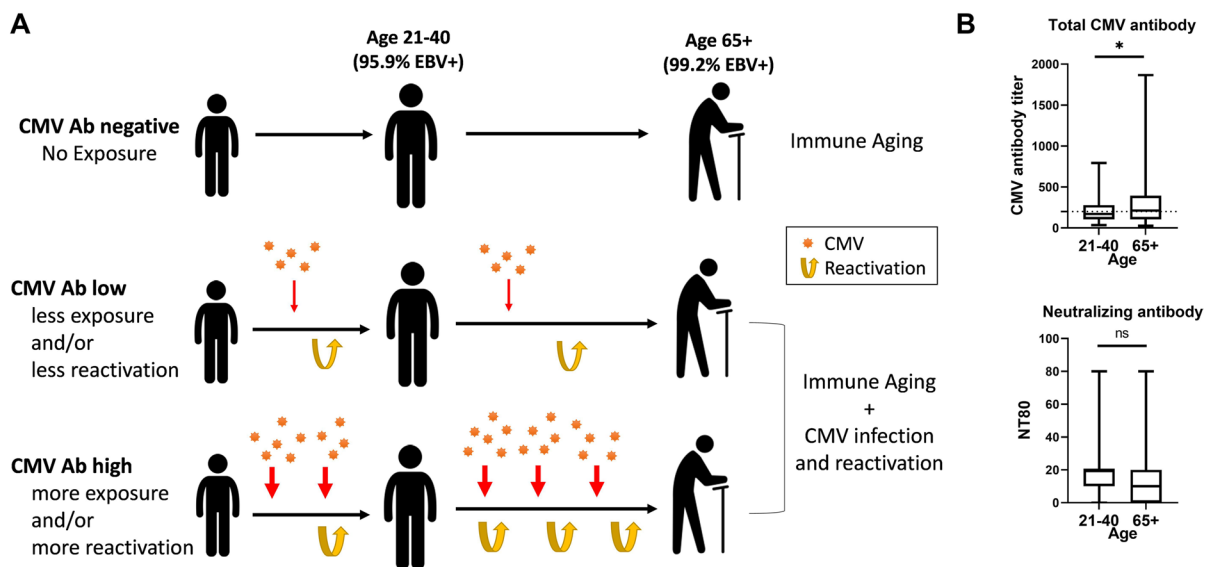 A
Age 21-40
(95.9% EBV+)
Age 65+
(99.2% EBV+)
CMV Ab negative
No Exposure
Immune Aging
CMV
Reactivation
CMV Ab low
less exposure
and/or
less reactivation
Immune Aging
+
CMV infection
and reactivation
CMV Ab high
more exposure
and/or
more reactivation
B
Total CMV antibody
*
2000
1500
1000
500
0
CMV antibody titer
21-40 65+
Age
Neutralizing antibody
ns
100
80
60
40
20
0
NT80
21-40 65+
Age